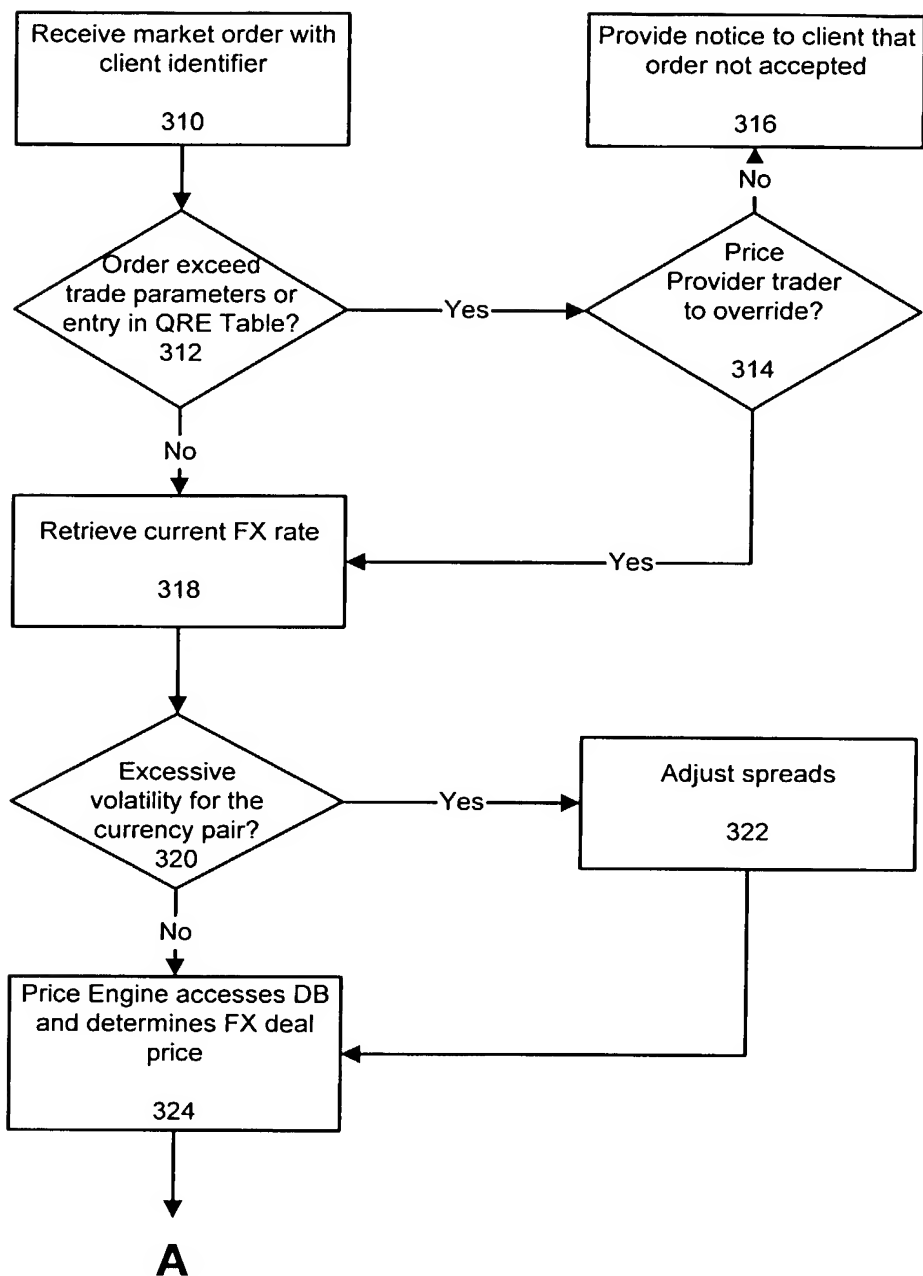 Receive market order with
client identifier
310
Provide notice to client that
order not accepted
316
No
Order exceed
trade parameters or
entry in QRE Table?
312
Yes
Price
Provider trader
to override?
314
No
Retrieve current FX rate
318
Yes
Excessive
volatility for the
currency pair?
320
Yes
Adjust spreads
322
No
Price Engine accesses DB
and determines FX deal
price
324
A